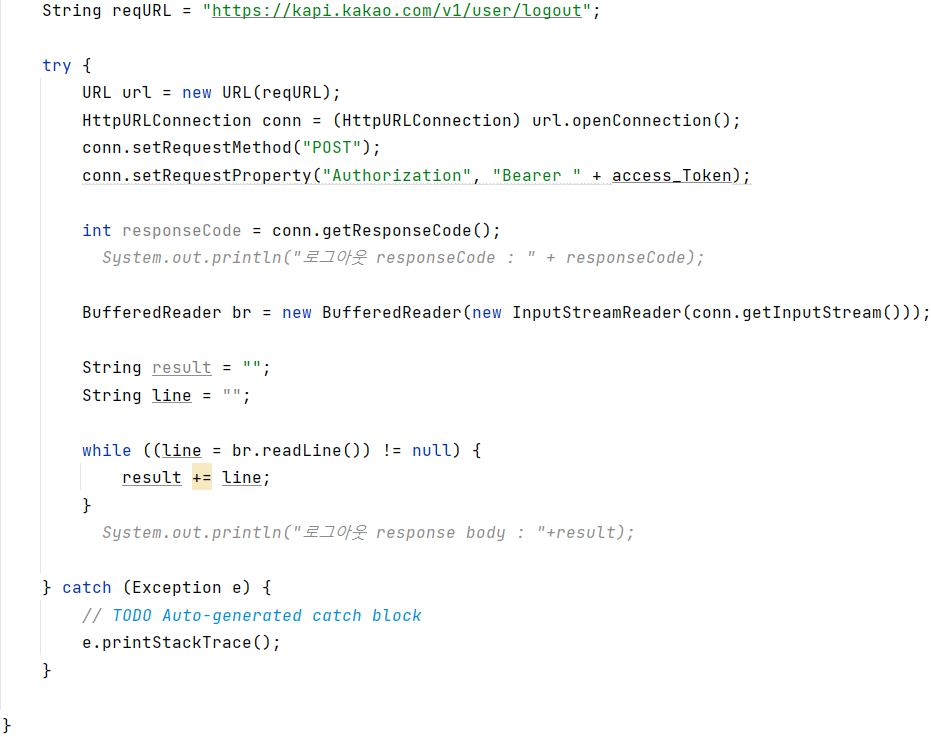 String reqURL = "https://kapi.kakao.com/v1/user/logout";
try {
URL url = new URL(reqURL);
HttpURLConnection conn = (HttpURLConnection) url.openConnection();
conn.setRequestMethod("POST");
conn.setRequestProperty("Authorization", "Bearer " + access_Token);
int responseCode = conn.getResponseCode();
System.out.println("로그아웃 responseCode : " + responseCode);
BufferedReader br = new BufferedReader(new InputStreamReader(conn.getInputStream()));
String result = "";
String line = "";
while ((line = br.readLine()) != null) {
result += line;
}
System.out.println("로그아웃 response body : "+result);
} catch (Exception e) {
// TODO Auto-generated catch block
e.printStackTrace();
}
}